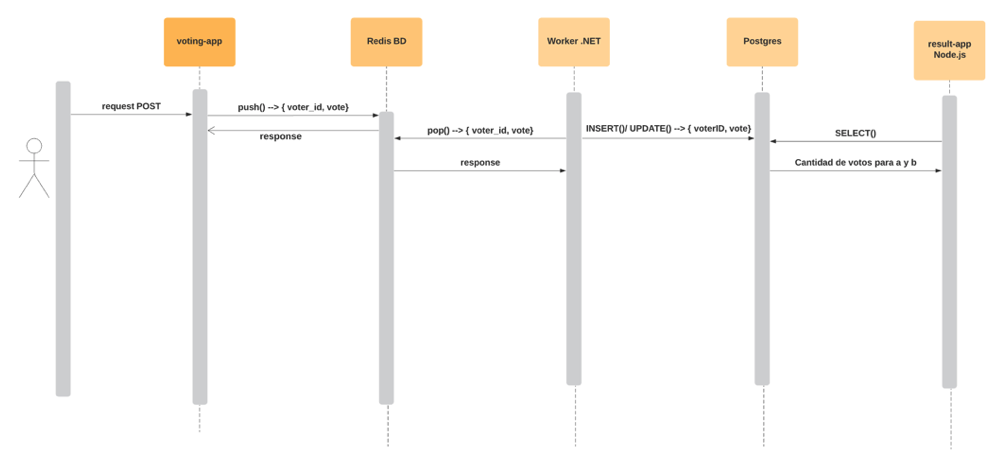 voting-app
Redis BD
Worker .NET
Postgres
result-app
Node.js
request POST
push() --> { voter_id, vote}
response
pop() --> { voter_id, vote}
response
INSERT()/ UPDATE() --> { voterID, vote}
SELECT()
Cantidad de votos para a y b